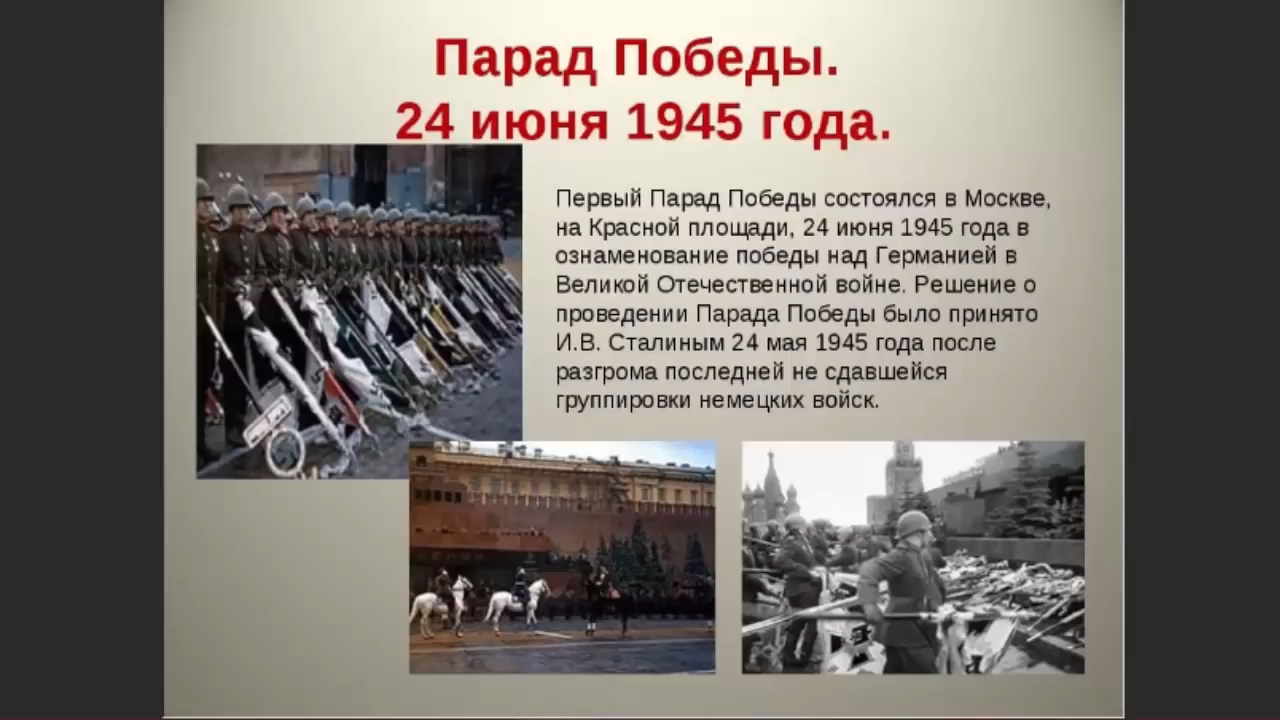 Парад Победы.
24 июня 1945 года.
Первый Парад Победы состоялся в Москве,
на Красной площади, 24 июня 1945 года в
ознаменование победы над Германией в
Великой Отечественной войне. Решение о
проведении Парада Победы было принято
И.В. Сталиным 24 мая 1945 года после
разгрома последней не сдавшейся
группировки немецких войск.